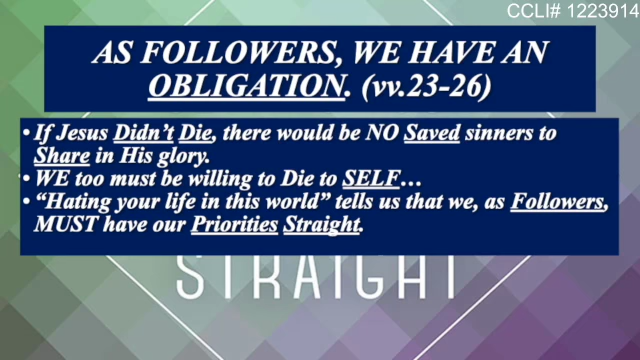 CCLI# 1223914
AS FOLLOWERS, WE HAVE AN
OBLIGATION. (vv.23-26)
• If Jesus Didn't Die, there would be NO Saved sinners to
Share in His glory.
• WE too must be willing to Die to SELF…
• “Hating your life in this world” tells us that we, as Followers,
MUST have our Priorities Straight.
STRAIGHT